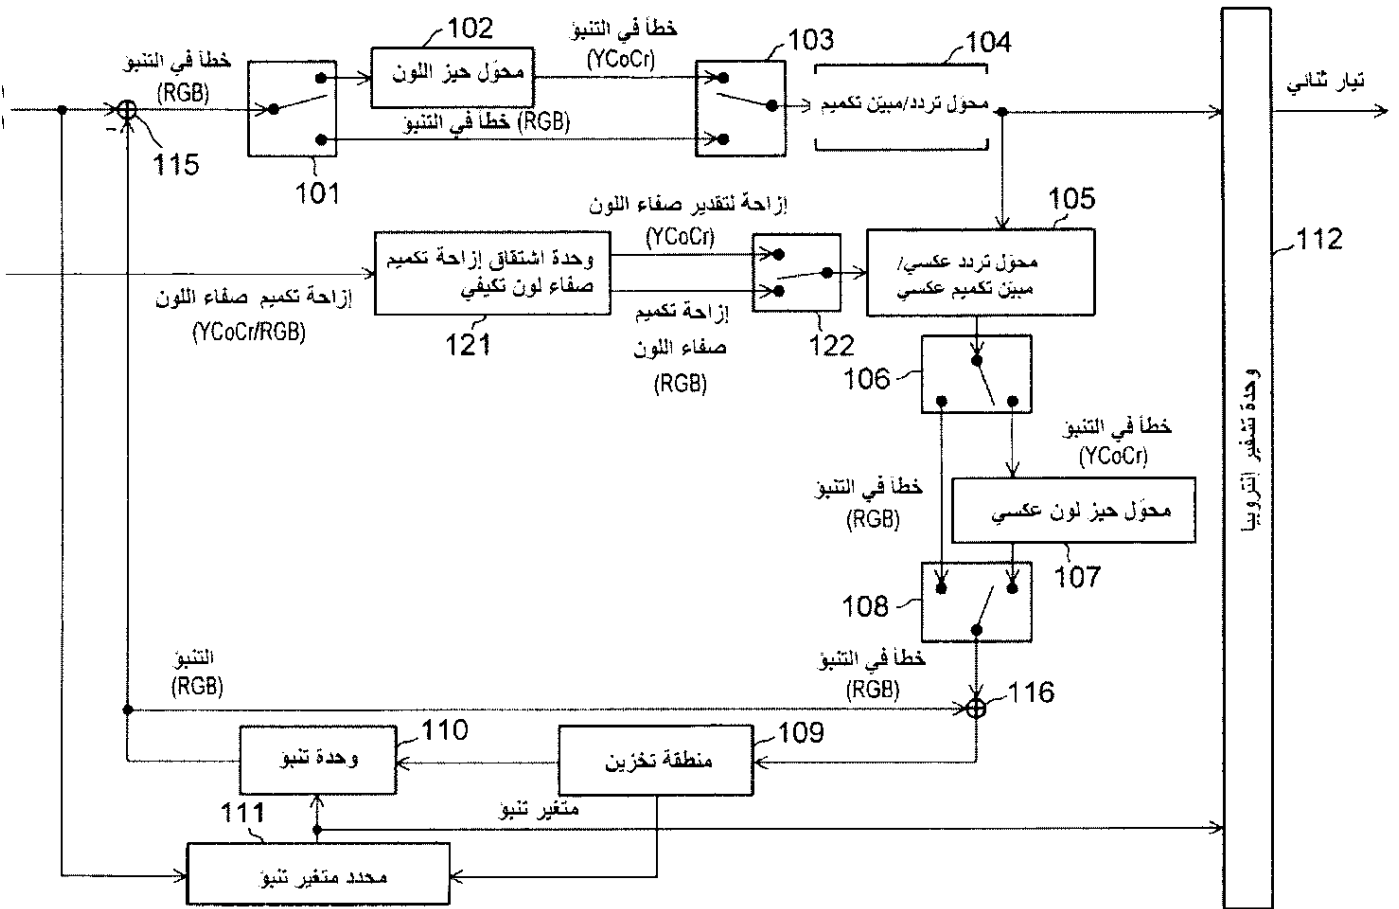 102
خطأ في التنبؤ
(YCoCr)
103
104
خطأ في التنبؤ
(RGB)
محوّل حيز اللون
محوّل تردد/مبيّن تكميم
تيار ثنائي
خطأ في التنبؤ (RGB)
115
101
إزاحة لتقدير صفاء اللون
(YCoCr)
105
112
وحدة اشتقاق إزاحة تكميم
صفاء لون تكيفي
محوّل تردد عكسي/
مبيّن تكميم عكسي
إزاحة تكميم صفاء اللون
(YCoCr/RGB)
121
إزاحة تكميم
صفاء اللون
(RGB)
122
106
وحدة تشفير إنتروبيا
خطأ في التنبؤ
(YCoCr)
خطأ في التنبؤ
(RGB)
محوّل حيز لون عكسي
107
108
التنبؤ
(RGB)
خطأ في التنبؤ
(RGB)
116
110
109
وحدة تنبؤ
منطقة تخزين
متغير تنبؤ
111
محدد متغير تنبؤ